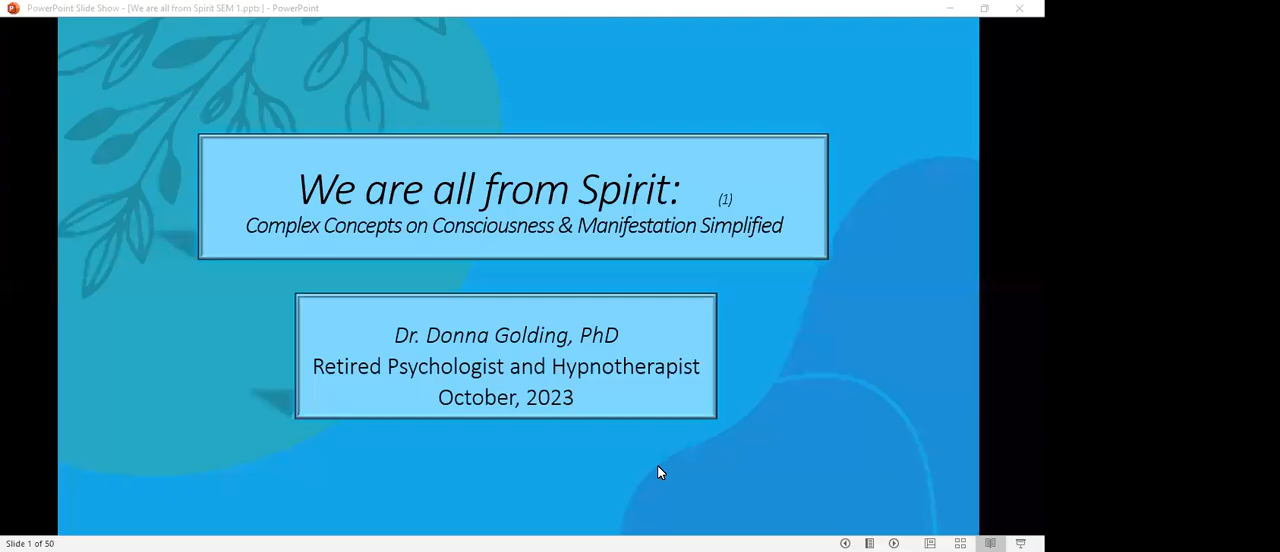 PowerPoint Slide Show - [We are all from Spirit SEM 1.pptx] - PowerPoint
We are all from Spirit: (1)
Complex Concepts on Consciousness & Manifestation Simplified
Dr. Donna Golding, PhD
Retired Psychologist and Hypnotherapist
October, 2023
Slide 1 of 50